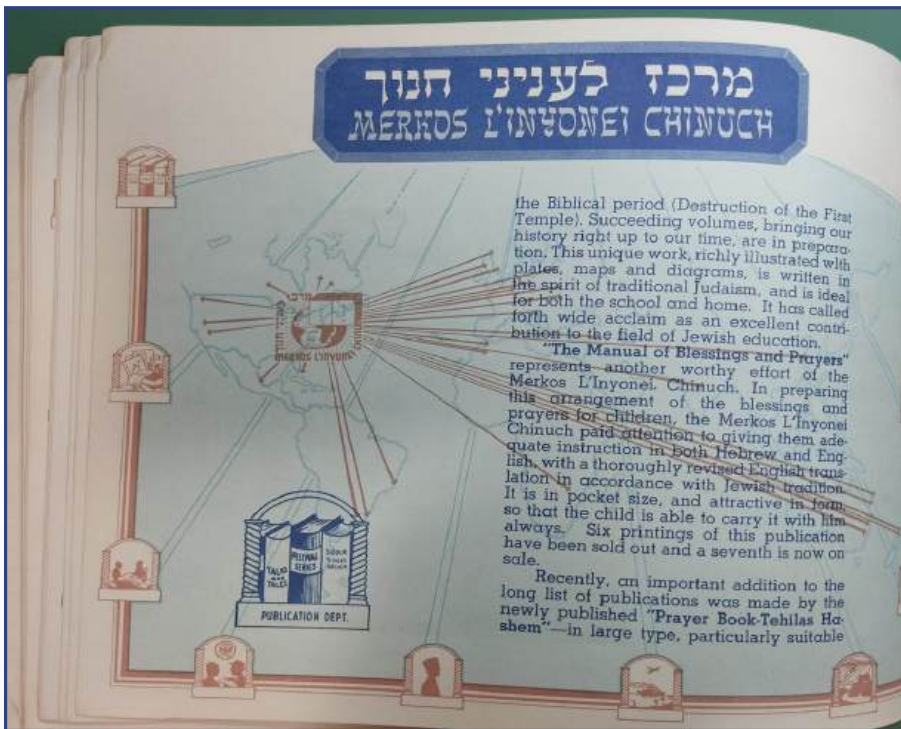 מרכז לעניני חנוך
MERKOS L'INYONEI CHINUCH
the Biblical period (Destruction of the First
Temple). Succeeding volumes, bringing our
history right up to our time, are in prepara-
tion. This unique work, richly illustrated with
plates, maps and diagrams, is written in
the spirit of traditional Judaism, and is ideal
for both the school and home. It has called
forth wide acclaim as an excellent contri-
bution to the field of Jewish education.
"The Manual of Blessings and Prayers"
represents another worthy effort of the
Merkos L'Inyonei Chinuch. In preparing
this arrangement of the blessings and
prayers for children, the Merkos L'Inyonei
Chinuch paid attention to giving them ade-
quate instruction in both Hebrew and Eng-
lish, with a thoroughly revised English trans-
lation in accordance with Jewish tradition.
It is in pocket size, and attractive in form,
so that the child is able to carry it with him
always. Six printings of this publication
have been sold out and a seventh is now on
sale.
Recently, an important addition to the
long list of publications was made by the
newly published "Prayer Book-Tehilas Ha-
shem"—in large type, particularly suitable
מרכז
MERKOS L'INYONEI
TALKS
AND
TALES
FESTIVAL
SERIES
SIDDUR
PUBLICATION DEPT.